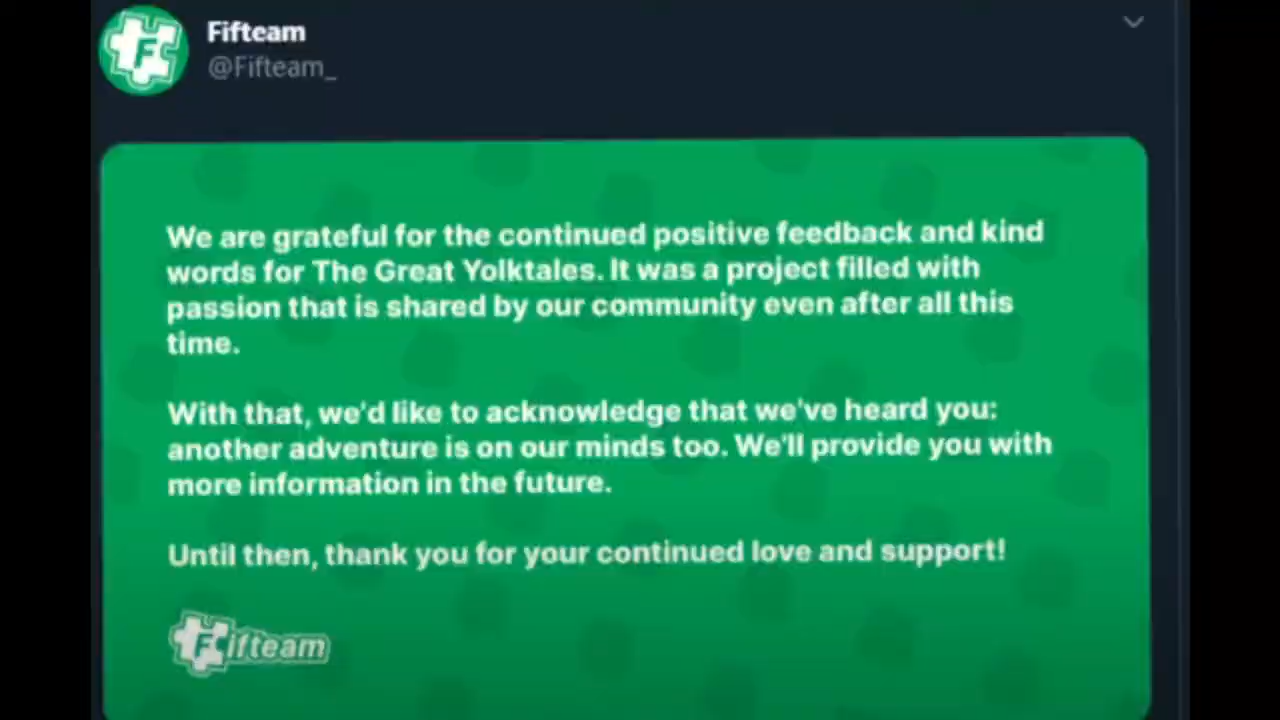 Fifteam
@Fifteam_
We are grateful for the continued positive feedback and kind
words for The Great Yolktales. It was a project filled with
passion that is shared by our community even after all this
time.
With that, we'd like to acknowledge that we've heard you:
another adventure is on our minds too. We'll provide you with
more information in the future.
Until then, thank you for your continued love and support!
Fifteam